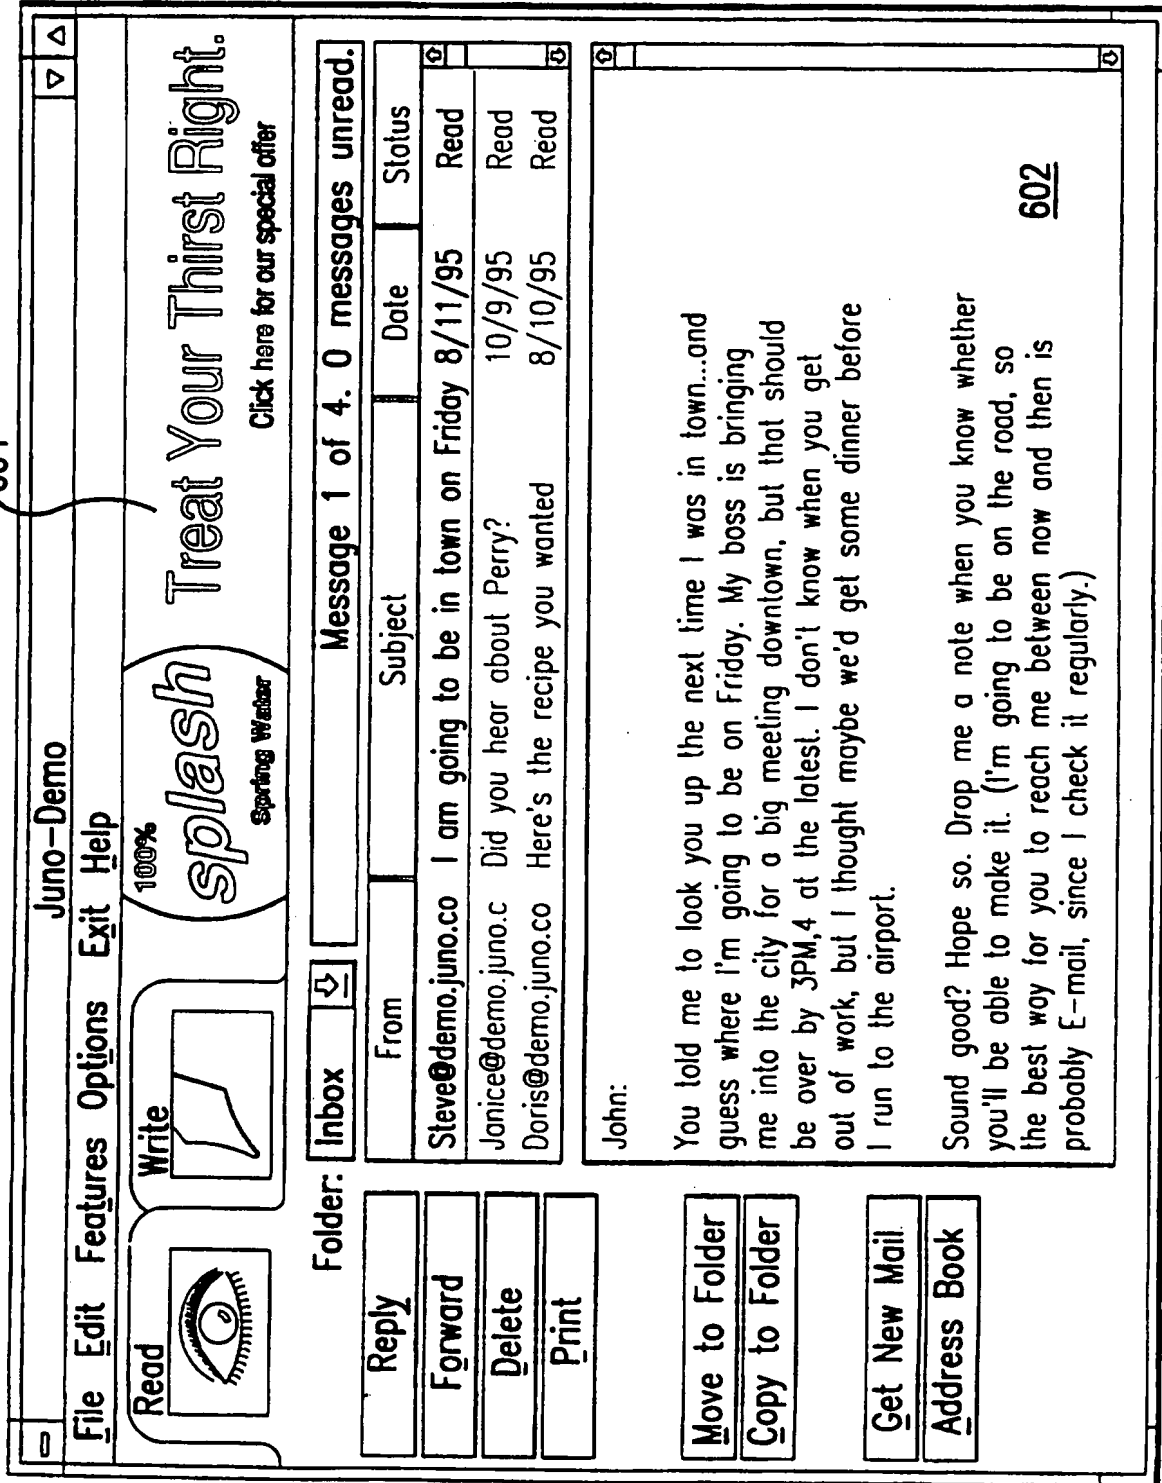 Juno-Demo
File Edit Features Options Exit Help
Read
Write
100%
splash
Spring Water
Treat Your Thirst Right.
Click here for our special offer
Folder: Inbox
Message 1 of 4. 0 messages unread.
From Subject Date Status
Steve@demo.juno.co I am going to be in town on Friday 8/11/95 Read
Janice@demo.juno.c Did you hear about Perry? 10/9/95 Read
Doris@demo.juno.co Here's the recipe you wanted 8/10/95 Read
Reply
Forward
Delete
Print
Move to Folder
Copy to Folder
Get New Mail
Address Book
John:
You told me to look you up the next time I was in town...and
guess where I'm going to be on Friday. My boss is bringing
me into the city for a big meeting downtown, but that should
be over by 3PM,4 at the latest. I don't know when you get
out of work, but I thought maybe we'd get some dinner before
I run to the airport.
Sound good? Hope so. Drop me a note when you know whether
you'll be able to make it. (I'm going to be on the road, so
the best way for you to reach me between now and then is
probably E-mail, since I check it regularly.)
602